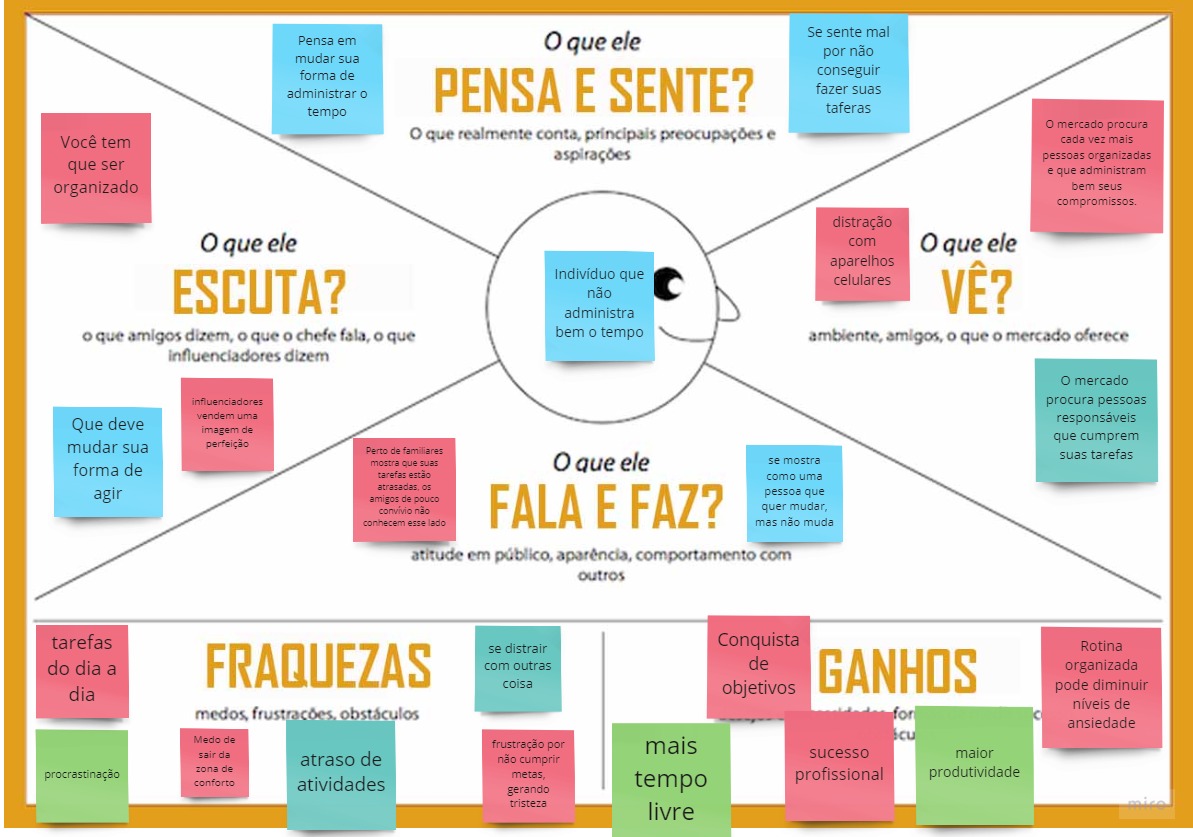 Pensa em
mudar sua
forma de
administrar o
tempo
O que ele
PENSA E SENTE?
O que realmente conta, principais preocupações e
aspirações
Se sente mal
por não
conseguir
fazer suas
taferas
Você tem
que ser
organizado
O que ele
ESCUTA?
o que amigos dizem, o que o chefe fala, o que
influenciadores dizem
Que deve
mudar sua
forma de
agir
influenciadores
vendem uma
imagem de
perfeição
Indivíduo que
não
administra
bem o tempo
O mercado procura
cada vez mais
pessoas organizadas
e que administram
bem seus
compromissos.
distração
com
aparelhos
celulares
O que ele
VÊ?
ambiente, amigos, o que o mercado oferece
O mercado
procura pessoas
responsáveis
que cumprem
suas tarefas
Perto de familiares
mostra que suas
tarefas estão
atrasadas, os
amigos de pouco
convívio não
conhecem esse lado
O que ele
FALA E FAZ?
atitude em público, aparência, comportamento com
outros
se mostra
como uma
pessoa que
quer mudar,
mas não muda
tarefas
do dia a
dia
FRAQUEZAS
medos, frustrações, obstáculos
se distrair
com outras
coisa
procrastinação
Medo de
sair da
zona de
conforto
atraso de
atividades
frustração por
não cumprir
metas,
gerando
tristeza
Conquista
de
objetivos
GANHOS
Rotina
organizada
pode diminuir
níveis de
ansiedade
mais
tempo
livre
sucesso
profissional
maior
produtividade
miro